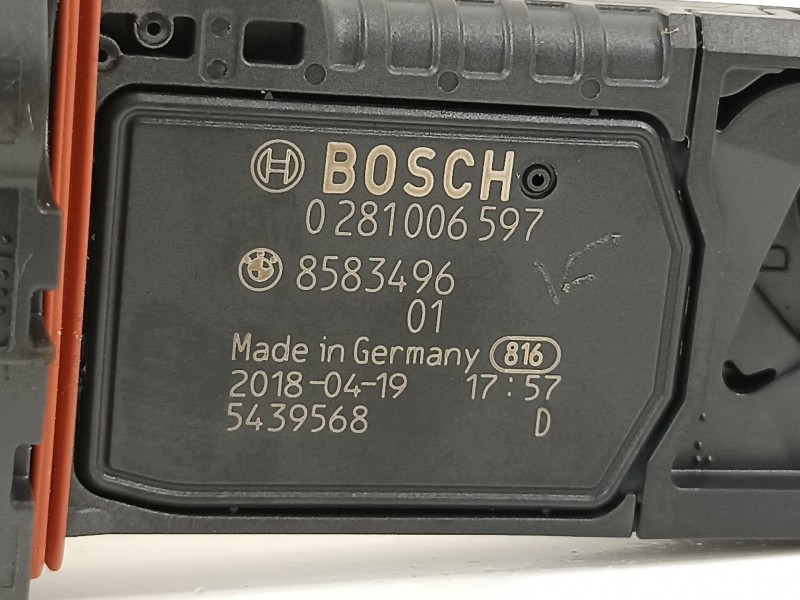 BOSCH
0 281 006 597
8583496
01
Made in Germany 816
2018-04-19 17:57
5439568 D